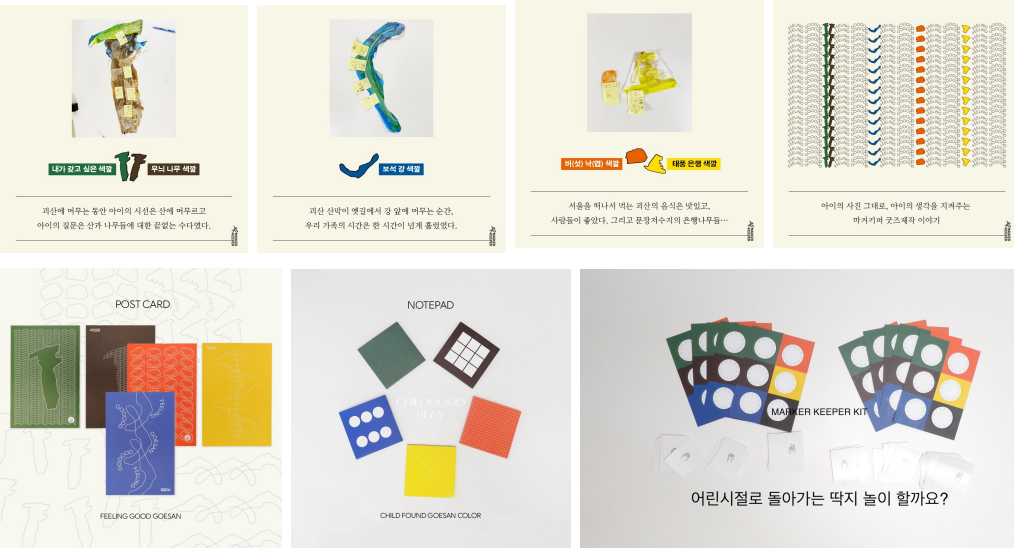 내가 갖고 싶은 색깔
무늬 나무 색깔
괴산에 머무는 동안 아이의 시선은 산에 머무르고
아이의 질문은 산과 나무들에 대한 끝없는 수다였다.
보석 강 색깔
괴산 산막이 옛길에서 강 앞에 머무는 순간,
우리 가족의 시간은 한 시간이 넘게 흘렀었다.
버(섯) 낙(엽) 색깔
태풍 은행 색깔
서울을 떠나서 먹는 괴산의 음식은 맛있고,
사람들이 좋았다. 그리고 문광저수지의 은행나무들…
아이의 사진 그대로, 아이의 생각을 지켜주는
마커키퍼 굿즈제작 이야기
POST CARD
FEELING GOOD GOESAN
NOTEPAD
CHILDHOOD
PLAY
CHILD FOUND GOESAN COLOR
MARKER KEEPER KIT
어린시절로 돌아가는 딱지 놀이 할까요?